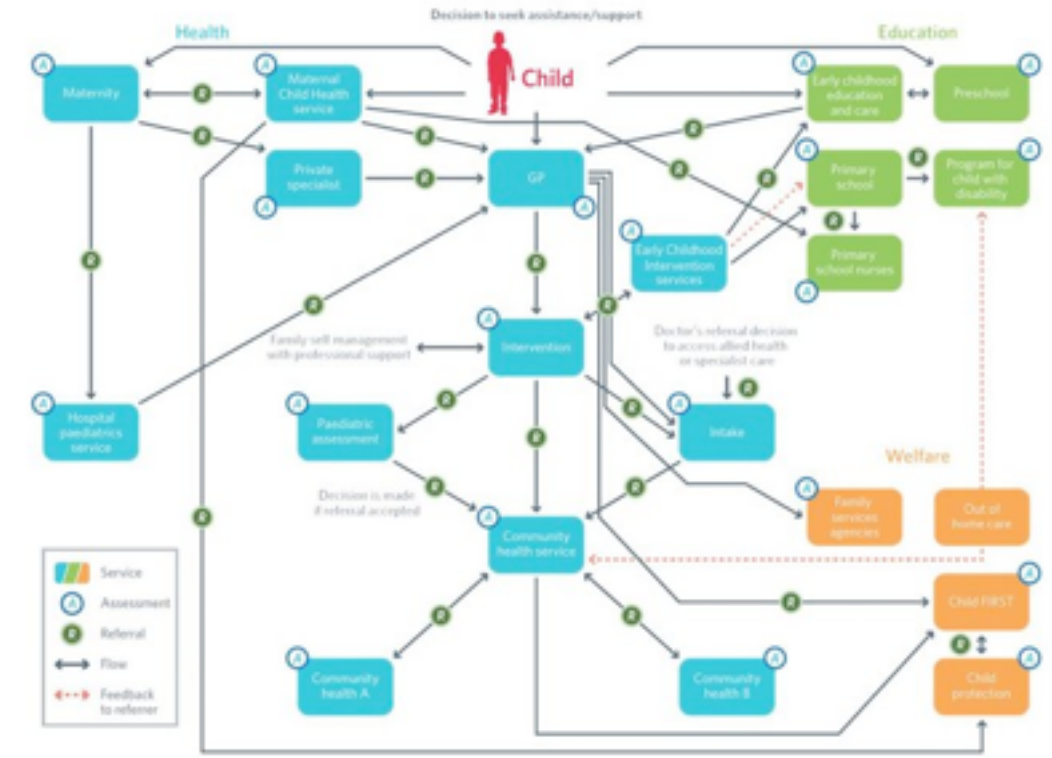 Decision to seek assistance/support
Health
Education
Child
Maternity
Maternal
Child Health
service
Early childhood
education
and care
Preschool
Private
specialist
GP
Primary
school
Program for
child with
disability
Early Childhood
Intervention
services
Primary
school nurses
Family self management
with professional support
Intervention
Doctor's referral decision
to access allied health
or specialist care
Hospital
paediatrics
service
Paediatric
assessment
Intake
Welfare
Decision is made
if referral accepted
Community
health service
Family
services
agencies
Out of
home care
Child FIRST
Child
protection
Community
health A
Community
health B
Service
A Assessment
R Referral
Flow
Feedback
to referrer